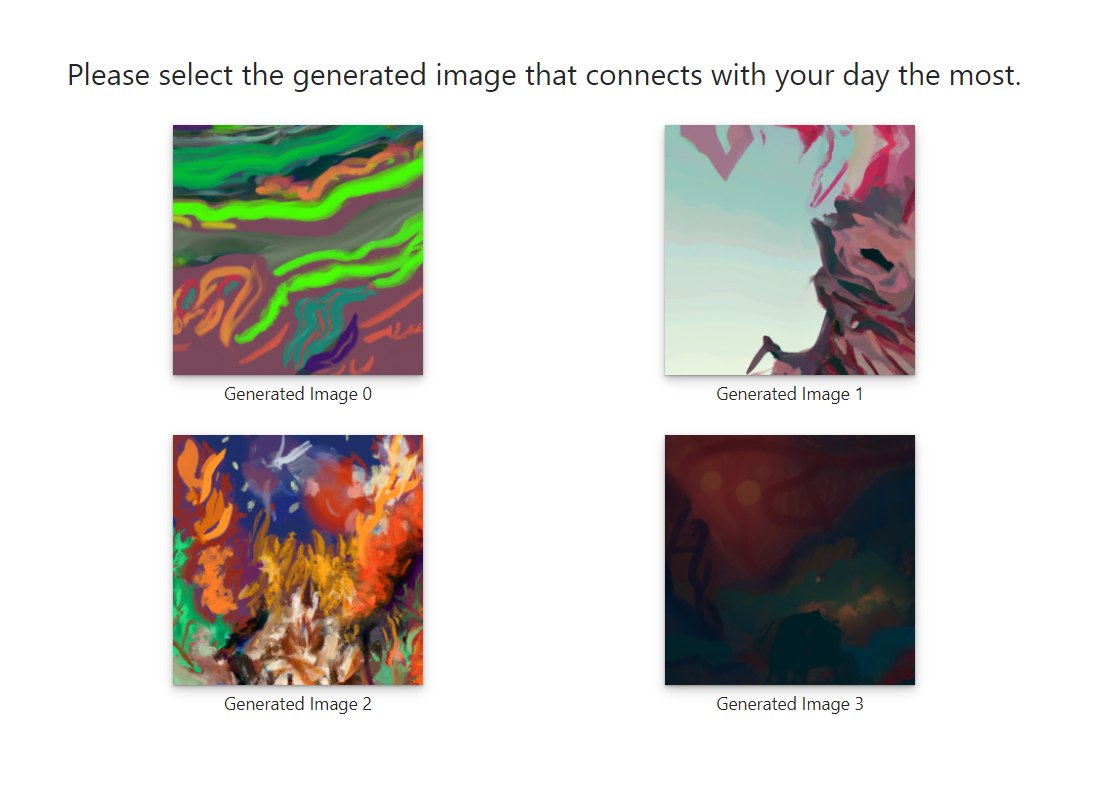 Please select the generated image that connects with your day the most.
Generated Image 0
Generated Image 1
Generated Image 2
Generated Image 3